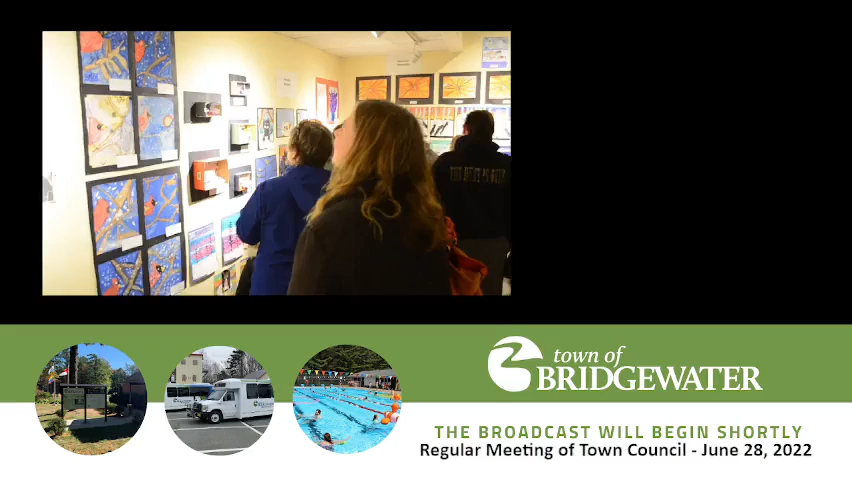 town of
BRIDGEWATER
THE BROADCAST WILL BEGIN SHORTLY
Regular Meeting of Town Council - June 28, 2022